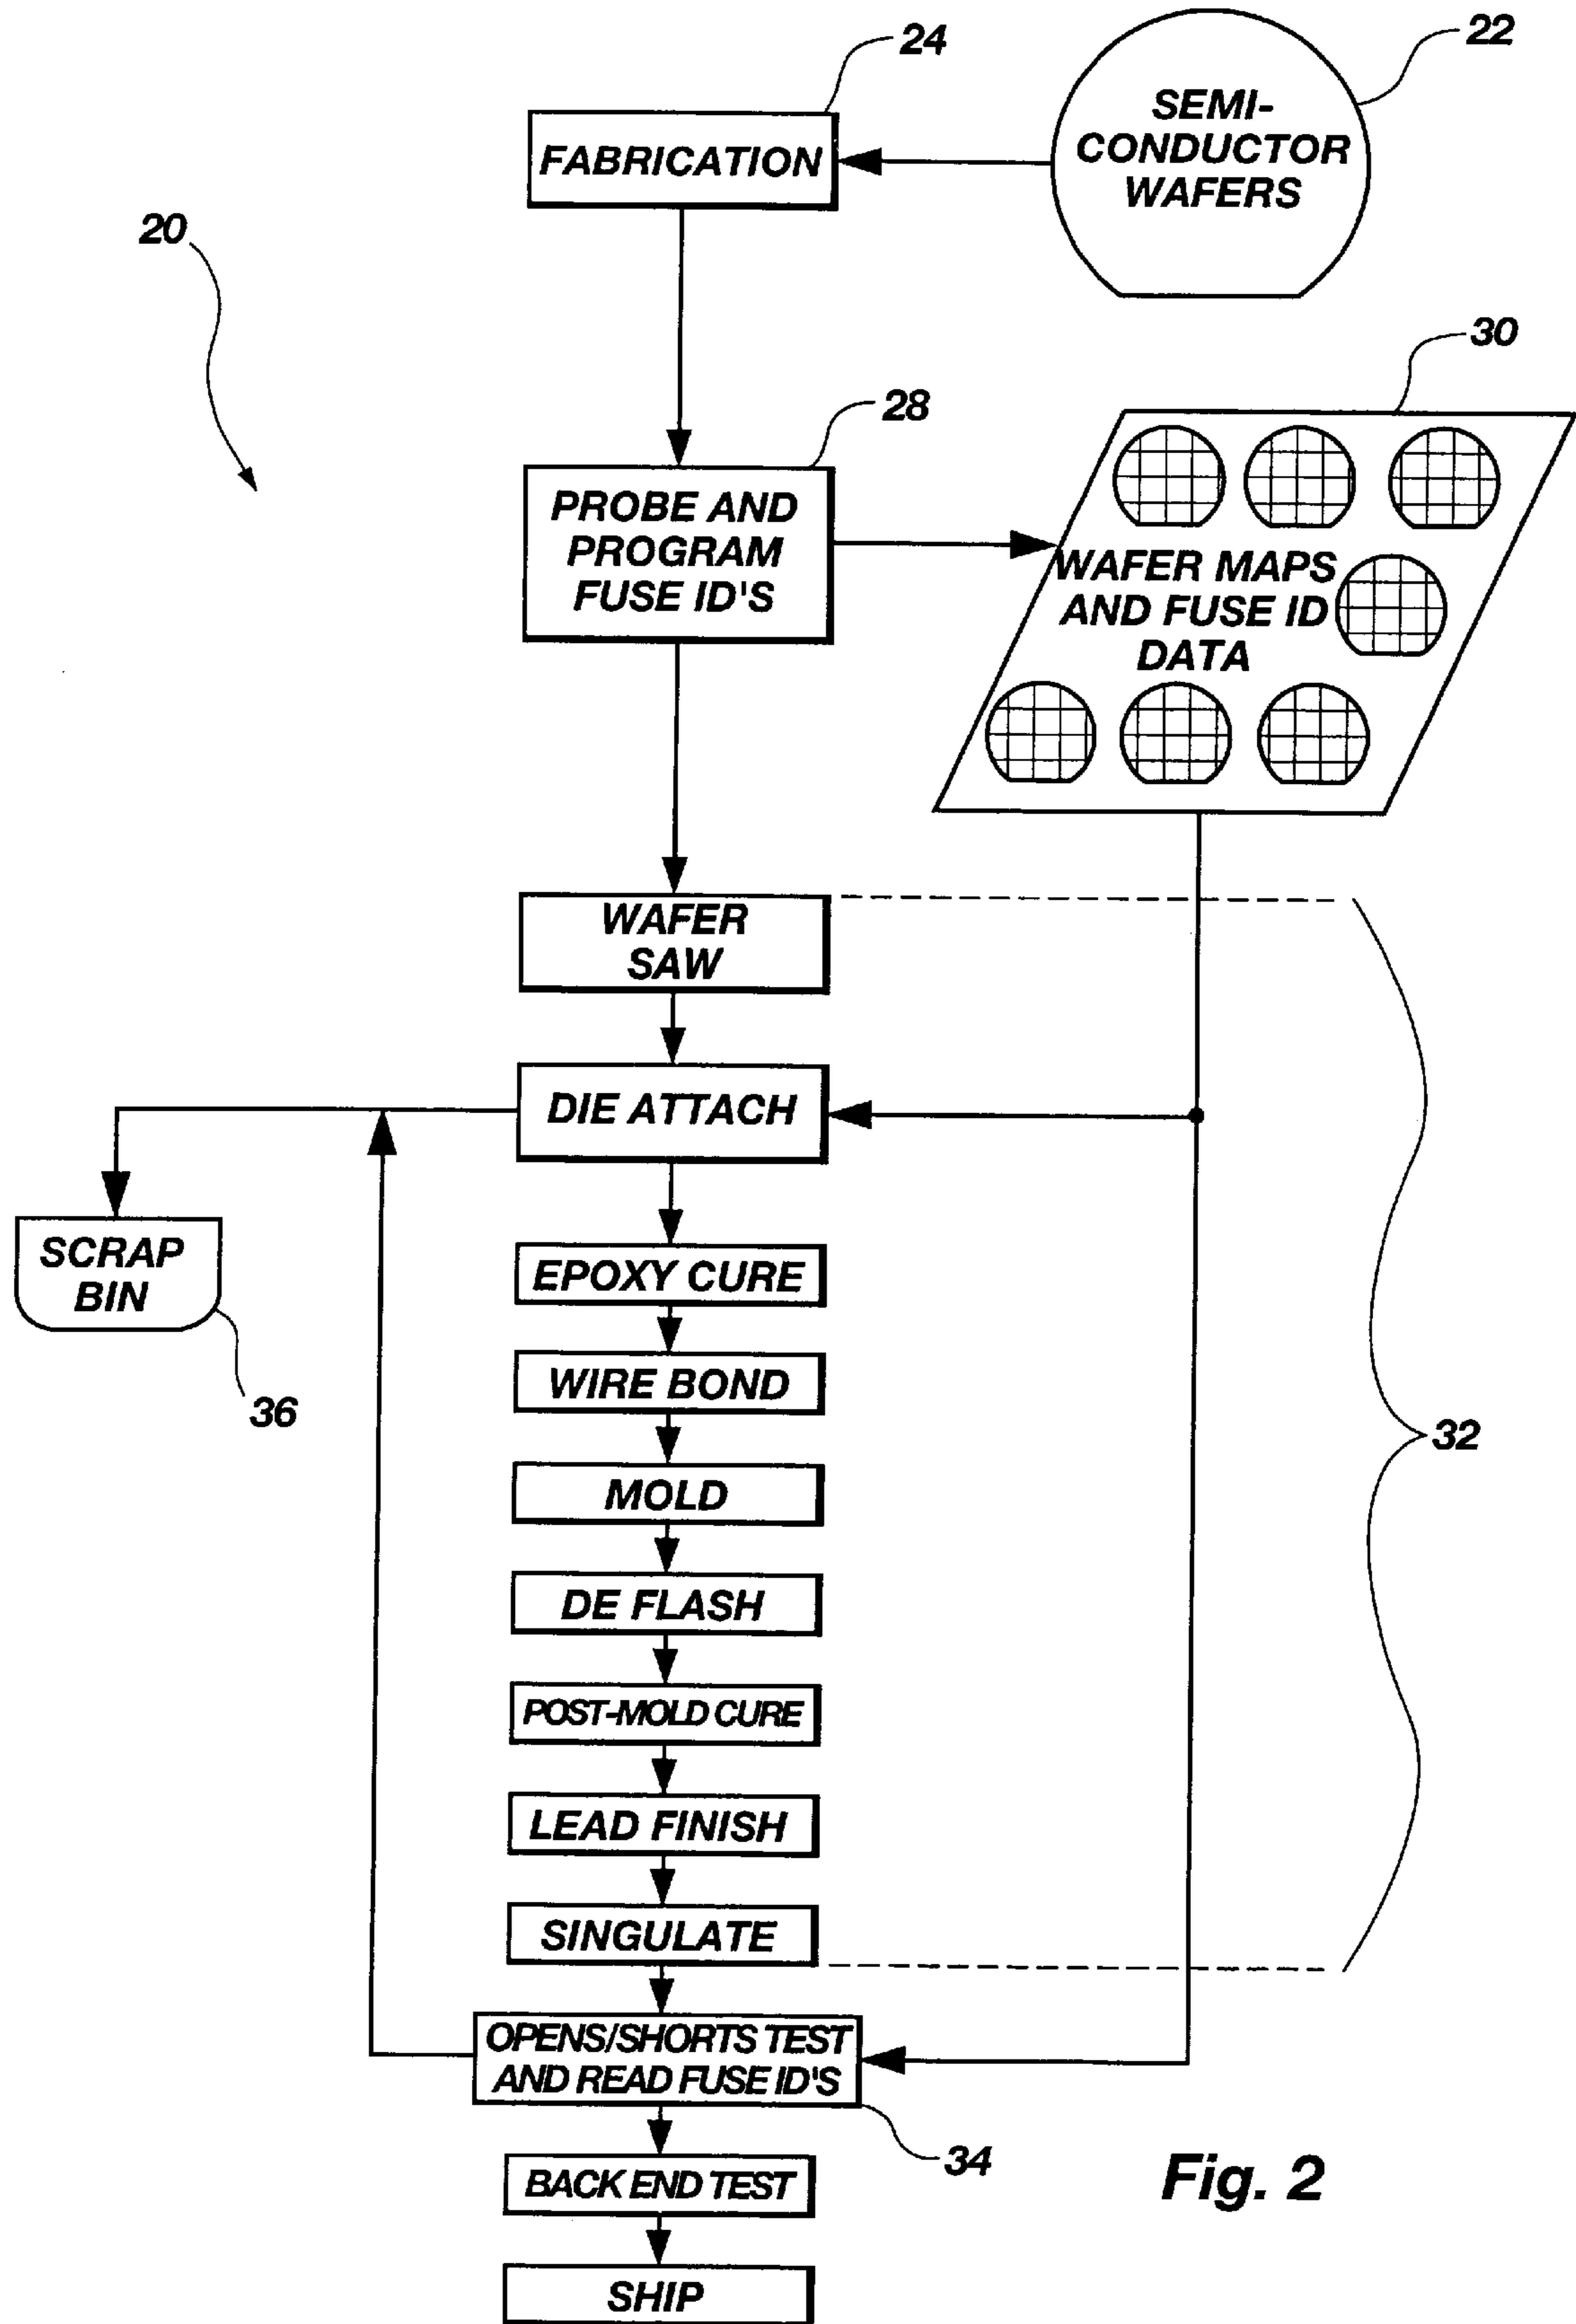 24
22
SEMI-
CONDUCTOR
WAFERS
FABRICATION
20
30
28
PROBE AND
PROGRAM
FUSE ID'S
WAFER MAPS
AND FUSE ID
DATA
WAFER
SAW
DIE ATTACH
SCRAP
BIN
36
EPOXY CURE
WIRE BOND
32
MOLD
DE FLASH
POST-MOLD CURE
LEAD FINISH
SINGULATE
OPENS/SHORTS TEST
AND READ FUSE ID'S
34
BACK END TEST
SHIP
Fig. 2